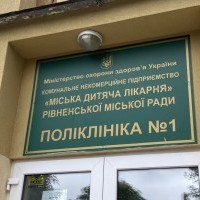 Міністерство охорони здоров'я України
КОМУНАЛЬНЕ НЕКОМЕРЦІЙНЕ ПІДПРИЄМСТВО
«МІСЬКА ДИТЯЧА ЛІКАРНЯ»
РІВНЕНСЬКОЇ МІСЬКОЇ РАДИ
ПОЛІКЛІНІКА №1